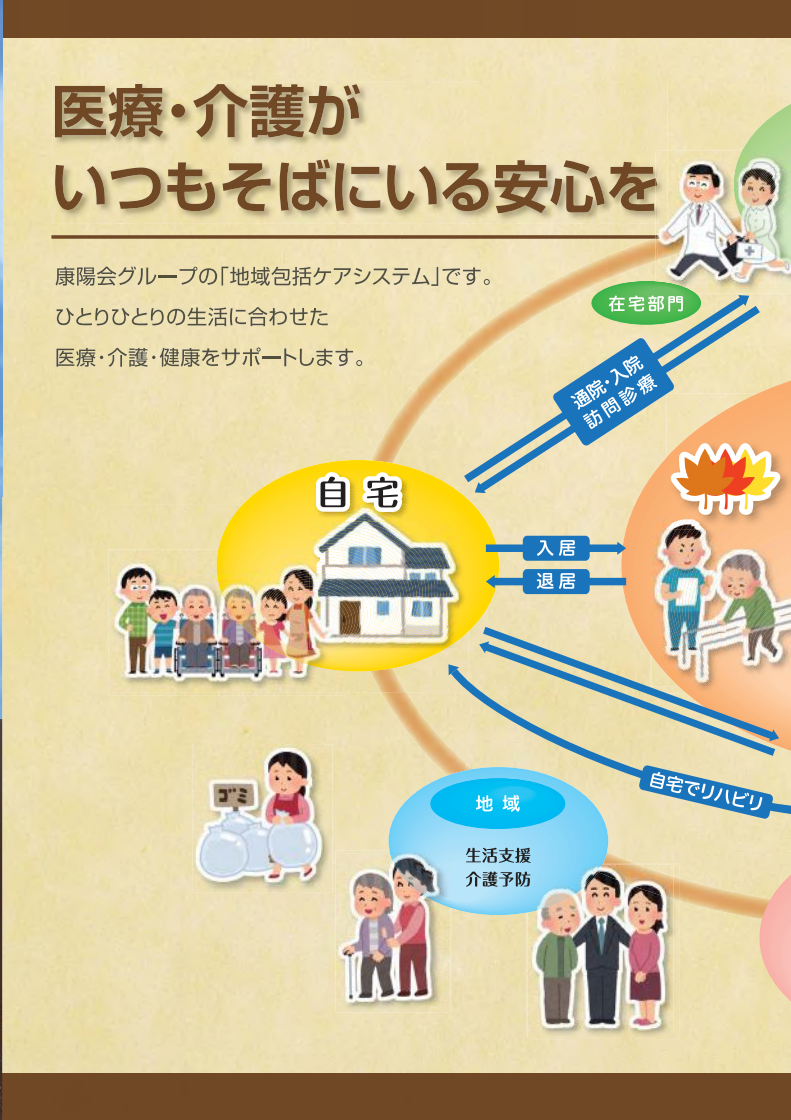 医療・介護が
いつもそばにいる安心を
康陽会グループの「地域包括ケアシステム」です。
ひとりひとりの生活に合わせた
医療・介護・健康をサポートします。
在宅部門
通院・入院
訪問診療
自宅
入居
退居
自宅でリハビリ
ゴミ
地域
生活支援
介護予防